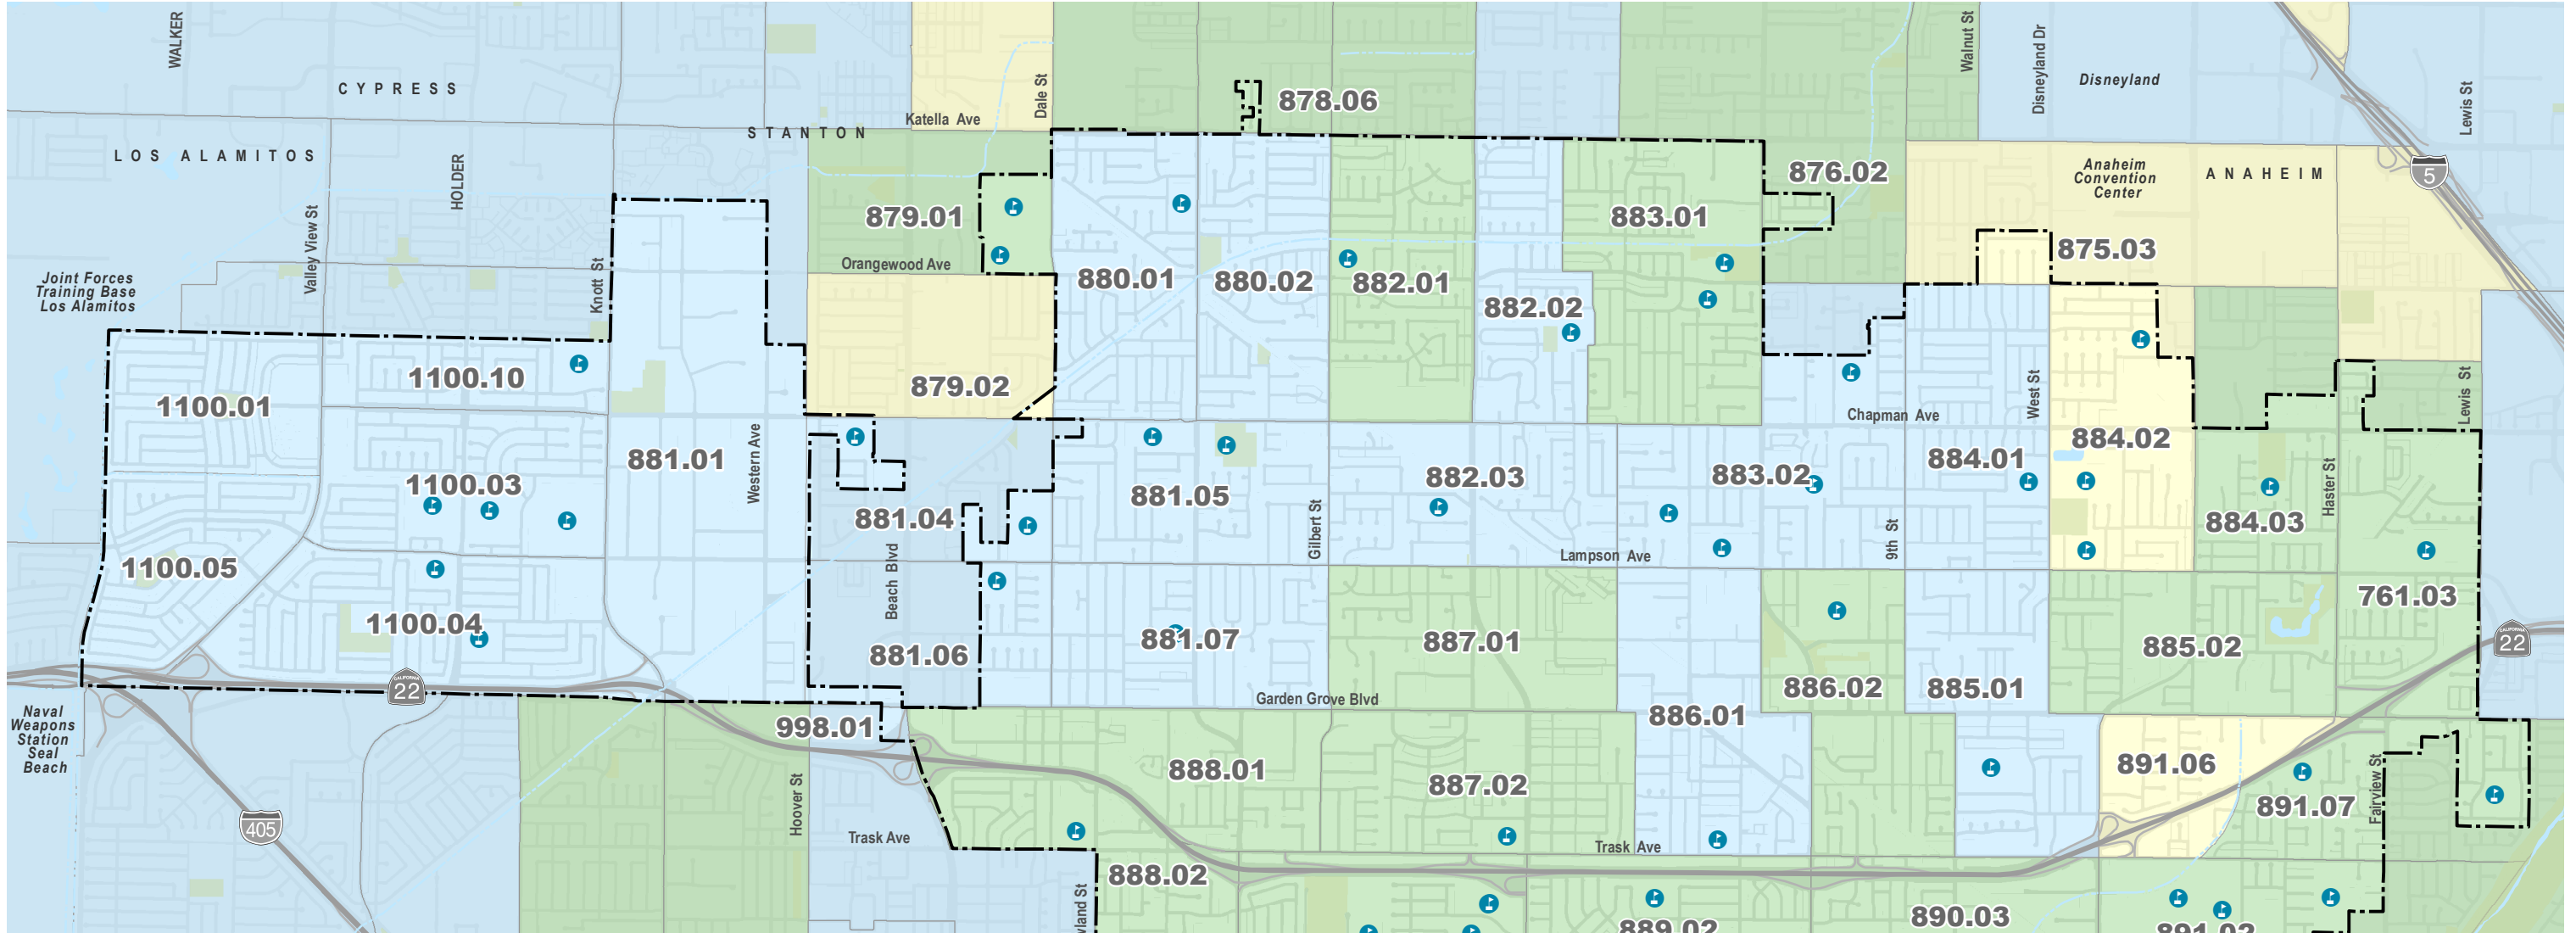 WALKER
CYPRESS
Katella Ave
Dale St
878.06
Walnut St
Disneyland Dr
Disneyland
Lewis St
STANTON
LOS ALAMITOS
HOLDER
Valley View St
Knott St
879.01
876.02
883.01
Anaheim
Convention
Center
ANAHEIM
5
Joint Forces
Training Base
Los Alamitos
Orangewood Ave
880.01
880.02
882.01
882.02
875.03
1100.10
1100.01
879.02
Chapman Ave
West St
Lewis St
881.01
Western Ave
884.02
1100.03
881.04
881.05
Gilbert St
882.03
883.02
884.01
884.03
Haster St
1100.05
Beach Blvd
Lampson Ave
9th St
761.03
1100.04
881.06
881.07
887.01
885.02
CALIFORNIA
22
CALIFORNIA
22
Garden Grove Blvd
886.02
885.01
Naval
Weapons
Station
Seal
Beach
998.01
886.01
888.01
887.02
891.06
891.07
Fairview St
405
Hoover St
Trask Ave
Trask Ave
888.02
889.02
890.03
891.02